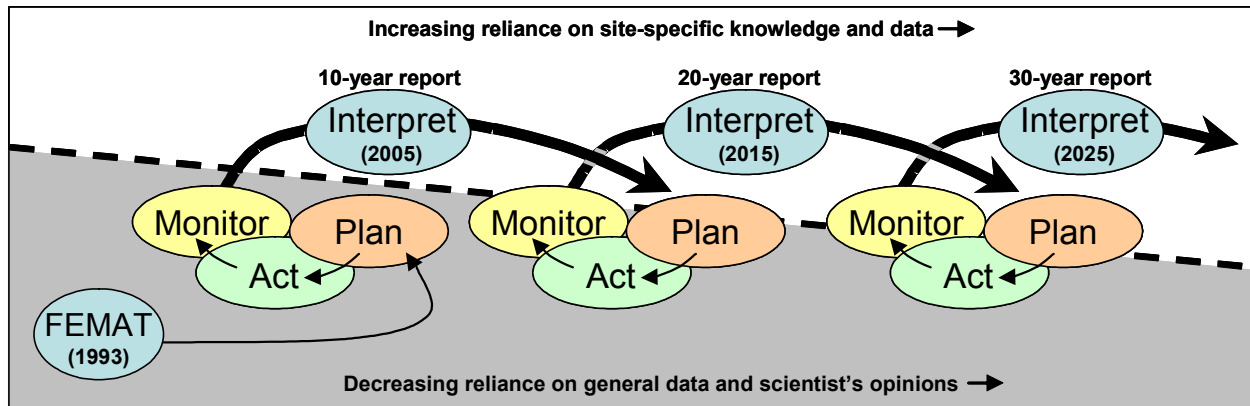 Increasing reliance on site-specific knowledge and data
10-year report
Interpret
(2005)
20-year report
Interpret
(2015)
30-year report
Interpret
(2025)
Monitor
Plan
Act
Monitor
Plan
Act
Monitor
Plan
Act
FEMAT
(1993)
Decreasing reliance on general data and scientist's opinions